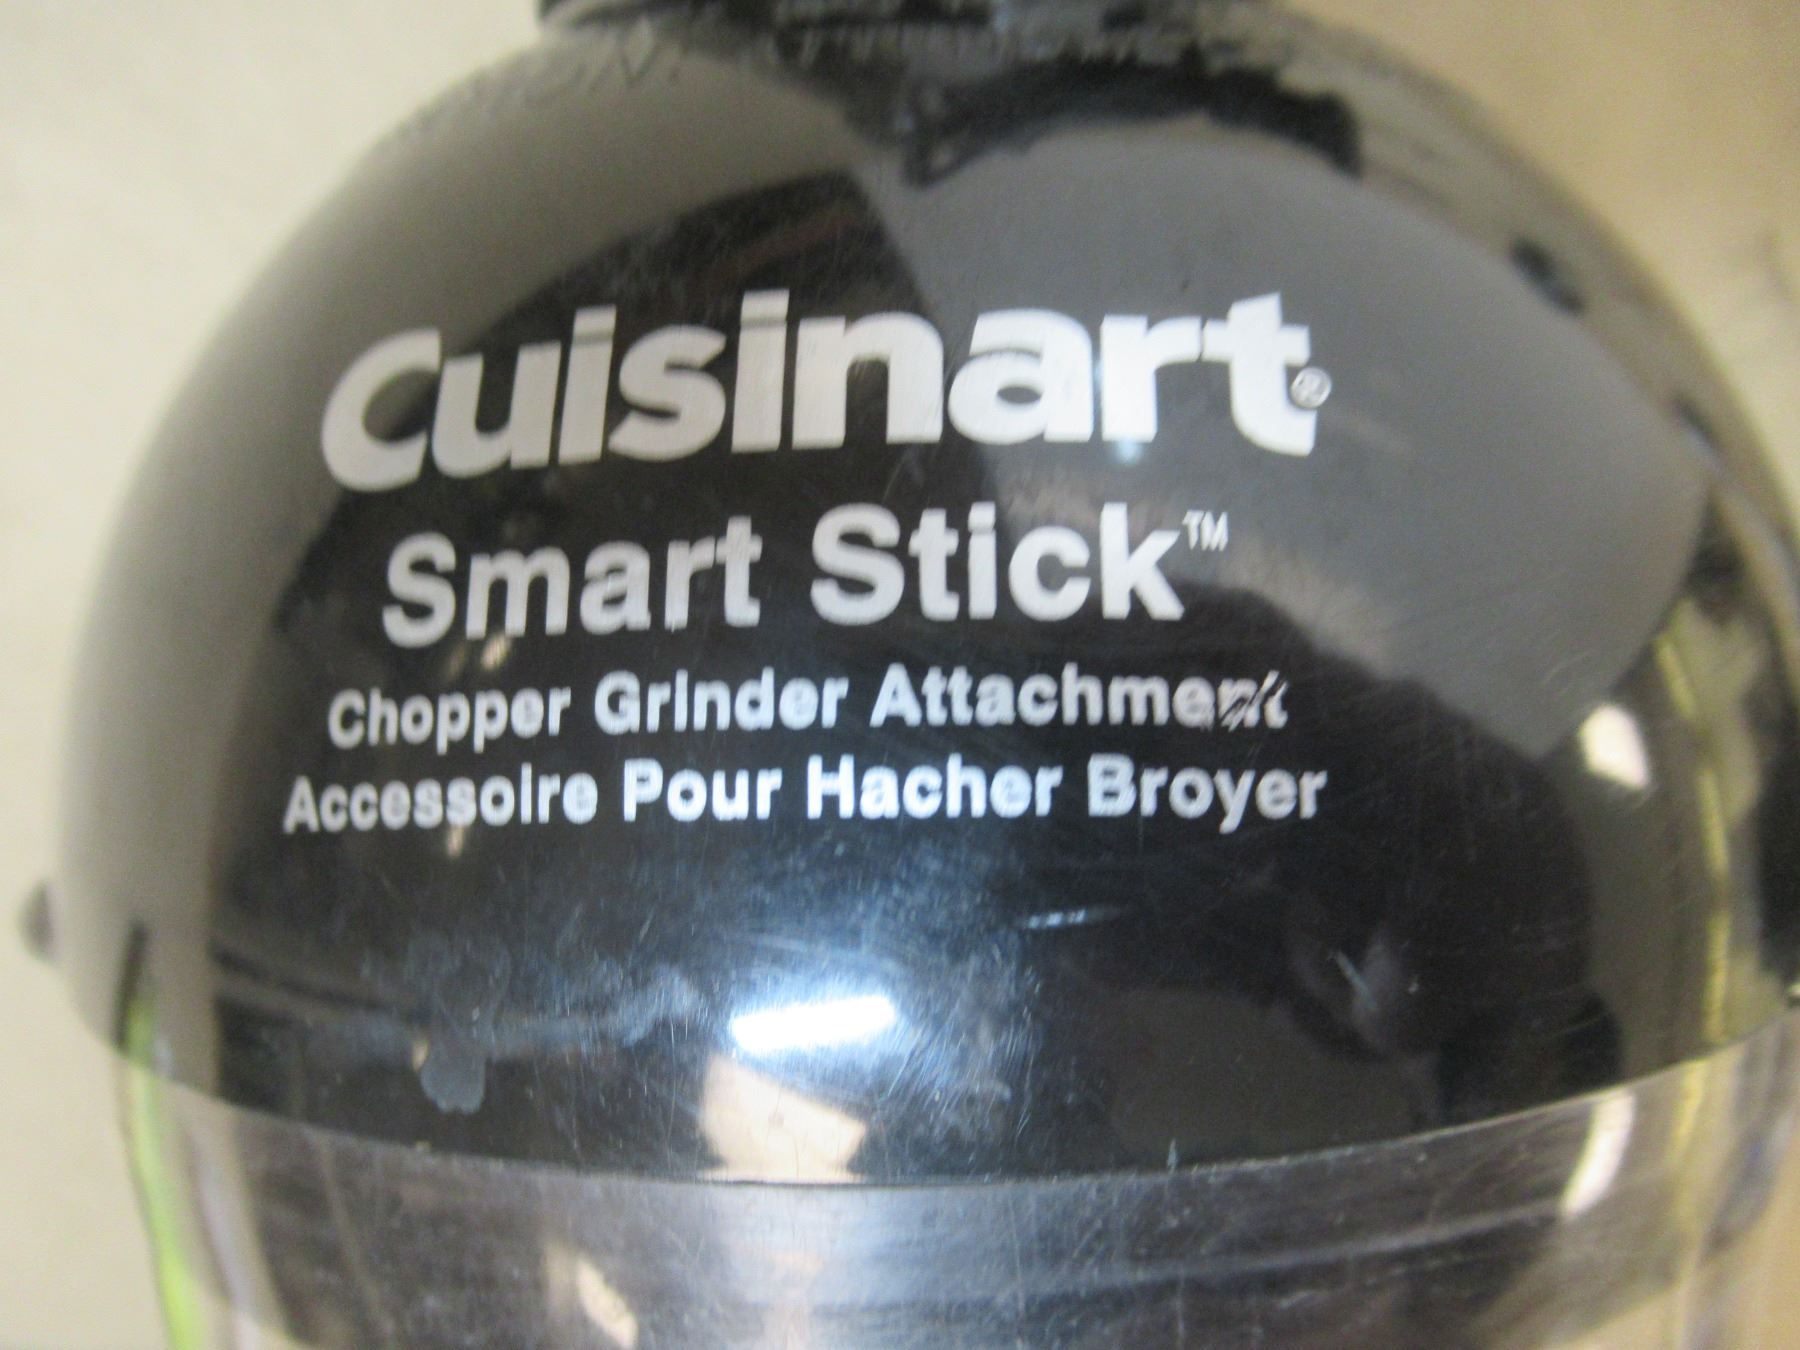 Cuisinart®
Smart Stick™
Chopper Grinder Attachment
Accessoire Pour Hacher Broyer